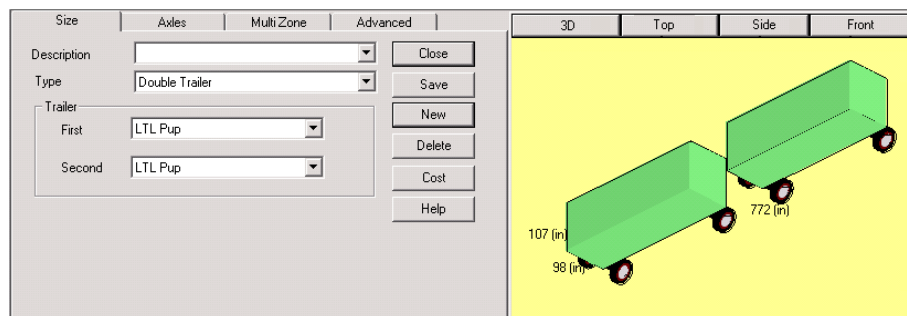 Size Axles Multi Zone Advanced
3D Top Side Front
Description
Close
Type Double Trailer
Save
Trailer
New
First LTL Pup
Delete
Second LTL Pup
Cost
Help
772 (in)
107 (in)
98 (in)